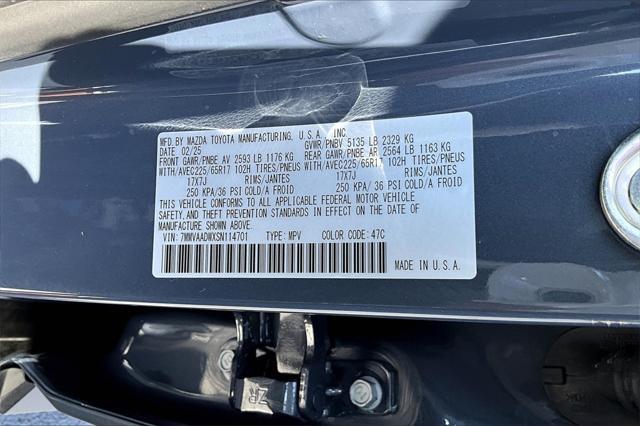 MFD.BY MAZDA TOYOTA MANUFACTURING, U.S.A., INC.
DATE: 02/25 GVWR/PNBV 5135 LB 2329 KG
FRONT GAWR/PNBE AV 2593 LB 1176 KG REAR GAWR/PNBE AR 2564 LB 1163 KG
WITH/AVEC225/65R17 102H TIRES/PNEUS WITH/AVEC225/65R17 102H TIRES/PNEUS
17X7J RIMS/JANTES 17X7J RIMS/JANTES
250 KPA/36 PSI COLD/A FROID 250 KPA/36 PSI COLD/A FROID
THIS VEHICLE CONFORMS TO ALL APPLICABLE FEDERAL MOTOR VEHICLE
SAFETY, BUMPER, AND THEFT PREVENTION STANDARDS IN EFFECT ON THE DATE OF
MANUFACTURE SHOWN ABOVE.
VIN: 7MMVAADWXSN114701 TYPE: MPV COLOR CODE: 47C
MADE IN U.S.A.
ZR